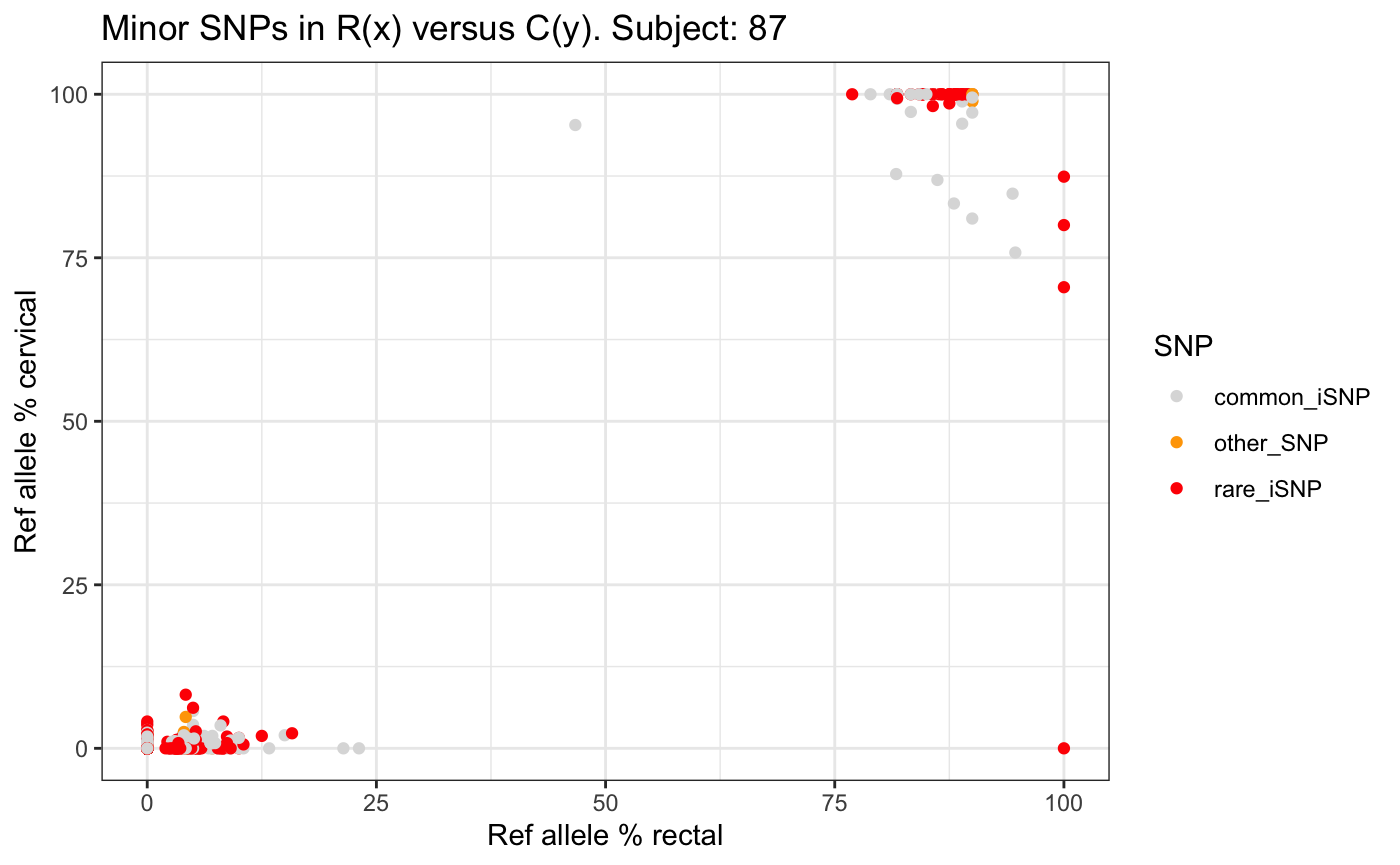 Minor SNPs in R(x) versus C(y). Subject: 87
Ref allele % cervical
100
75
50
25
0
0 25 50 75 100
Ref allele % rectal
SNP
common_iSNP
other_SNP
rare_iSNP